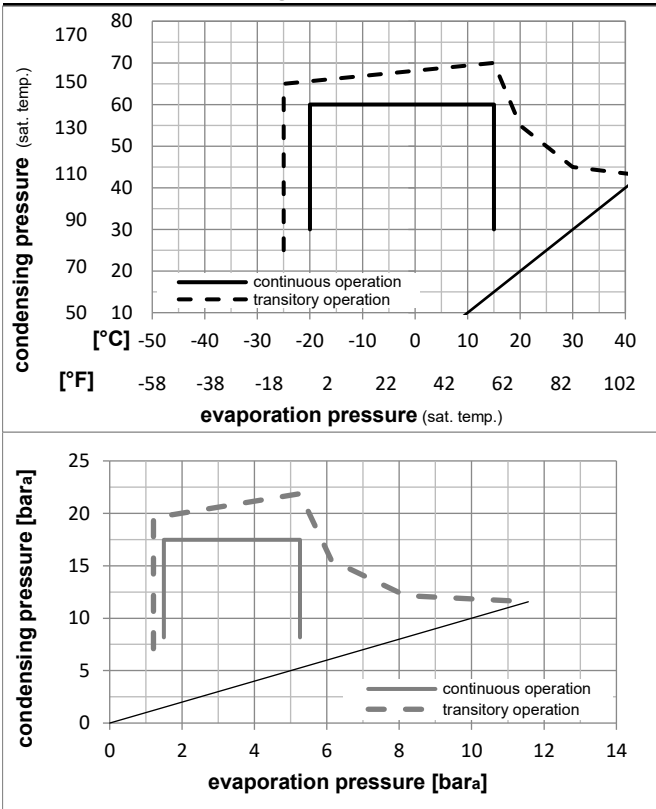 condensing pressure (sat. temp.)
170 80
70
150 60
130 50
110 40
90 30
70 20
50 10
continuous operation
transitory operation
[°C] -50 -40 -30 -20 -10 0 10 20 30 40
[°F] -58 -38 -18 2 22 42 62 82 102
evaporation pressure (sat. temp.)
condensing pressure [bara]
25
20
15
10
5
0
continuous operation
transitory operation
0 2 4 6 8 10 12 14
evaporation pressure [bara]